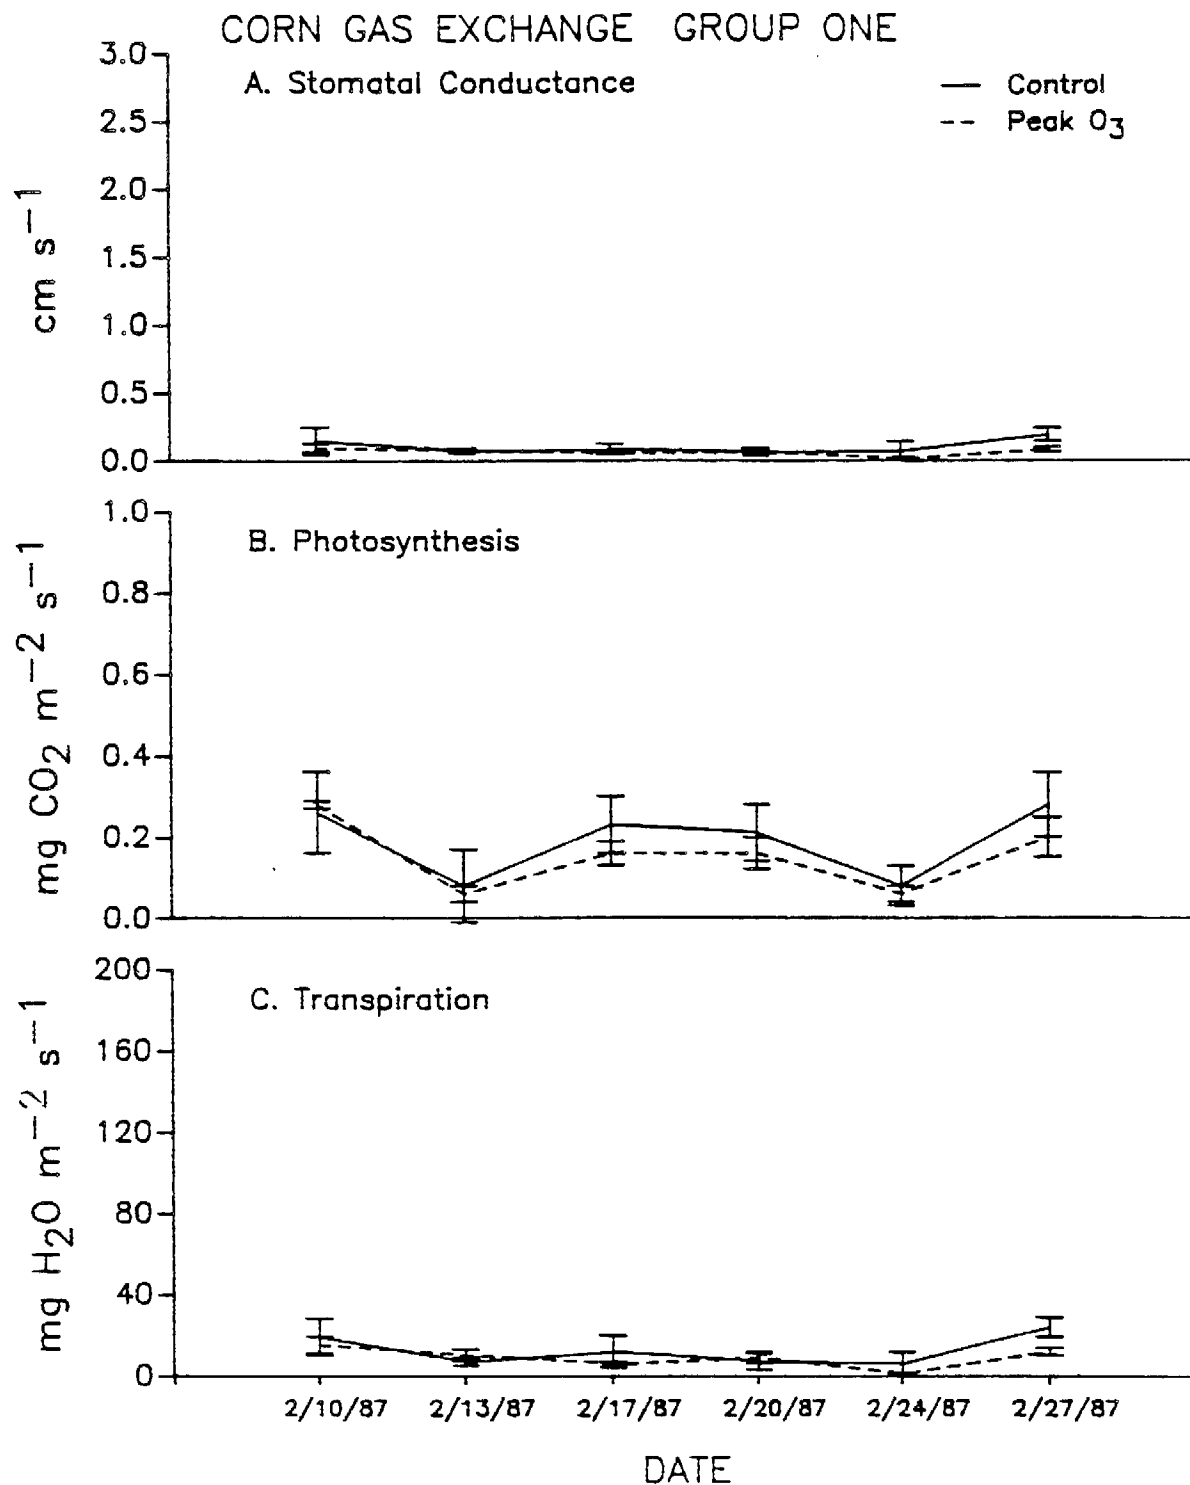 CORN GAS EXCHANGE GROUP ONE
A. Stomatal Conductance
Control
Peak O₃
cm s⁻¹
3.0
2.5
2.0
1.5
1.0
0.5
0.0
B. Photosynthesis
mg CO₂ m⁻² s⁻¹
1.0
0.8
0.6
0.4
0.2
0.0
C. Transpiration
mg H₂O m⁻² s⁻¹
200
160
120
80
40
0
2/10/87 2/13/87 2/17/87 2/20/87 2/24/87 2/27/87
DATE